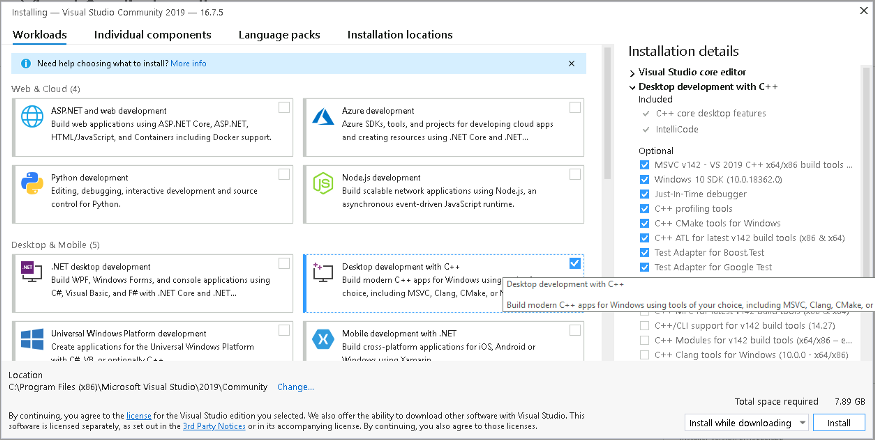 Installing — Visual Studio Community 2019 — 16.7.5
Workloads Individual components Language packs Installation locations
Need help choosing what to install? More info
Web & Cloud (4)
ASP.NET and web development
Build web applications using ASP.NET Core, ASP.NET,
HTML/JavaScript, and Containers including Docker support.
Azure development
Azure SDKs, tools, and projects for developing cloud apps
and creating resources using .NET Core and .NET...
Python development
Editing, debugging, interactive development and source
control for Python.
Node.js development
Build scalable network applications using Node.js, an
asynchronous event-driven JavaScript runtime.
Desktop & Mobile (5)
.NET
.NET desktop development
Build WPF, Windows Forms, and console applications using
C#, Visual Basic, and F# with .NET Core and .NET...
Desktop development with C++
Build modern C++ apps for Windows using
choice, including MSVC, Clang, CMake, or
Universal Windows Platform development
Create applications for the Universal Windows Platform
with C#, VB, or optionally C++.
Mobile development with .NET
Build cross-platform applications for iOS, Android or
Windows using Xamarin.
Installation details
Visual Studio core editor
Desktop development with C++
Included
C++ core desktop features
IntelliCode
Optional
MSVC v142 - VS 2019 C++ x64/x86 build tools ...
Windows 10 SDK (10.0.18362.0)
Just-In-Time debugger
C++ profiling tools
C++ CMake tools for Windows
C++ ATL for latest v142 build tools (x86 & x64)
Test Adapter for Boost.Test
Test Adapter for Google Test
Desktop development with C++
Build modern C++ apps for Windows using tools of your choice, including MSVC, Clang, CMake, or
C++ MFC for latest v142 build tools (x86 & x64)
C++/CLI support for v142 build tools (14.27)
C++ Modules for v142 build tools (x64/x86 – e...
C++ Clang tools for Windows (10.0.0 - x64/x86)
Location
C:\Program Files (x86)\Microsoft Visual Studio\2019\Community Change...
Total space required 7.89 GB
By continuing, you agree to the license for the Visual Studio edition you selected. We also offer the ability to download other software with Visual Studio. This
software is licensed separately, as set out in the 3rd Party Notices or in its accompanying license. By continuing, you also agree to those licenses.
Install while downloading Install